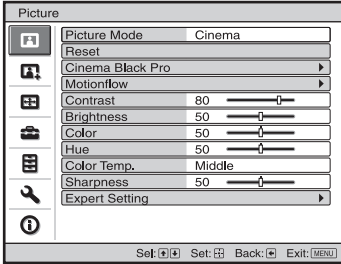 Picture
Picture Mode Cinema
Reset
Cinema Black Pro
Motionflow
Contrast 80
Brightness 50
Color 50
Hue 50
Color Temp. Middle
Sharpness 50
Expert Setting
Sel: Set: Back: Exit: MENU